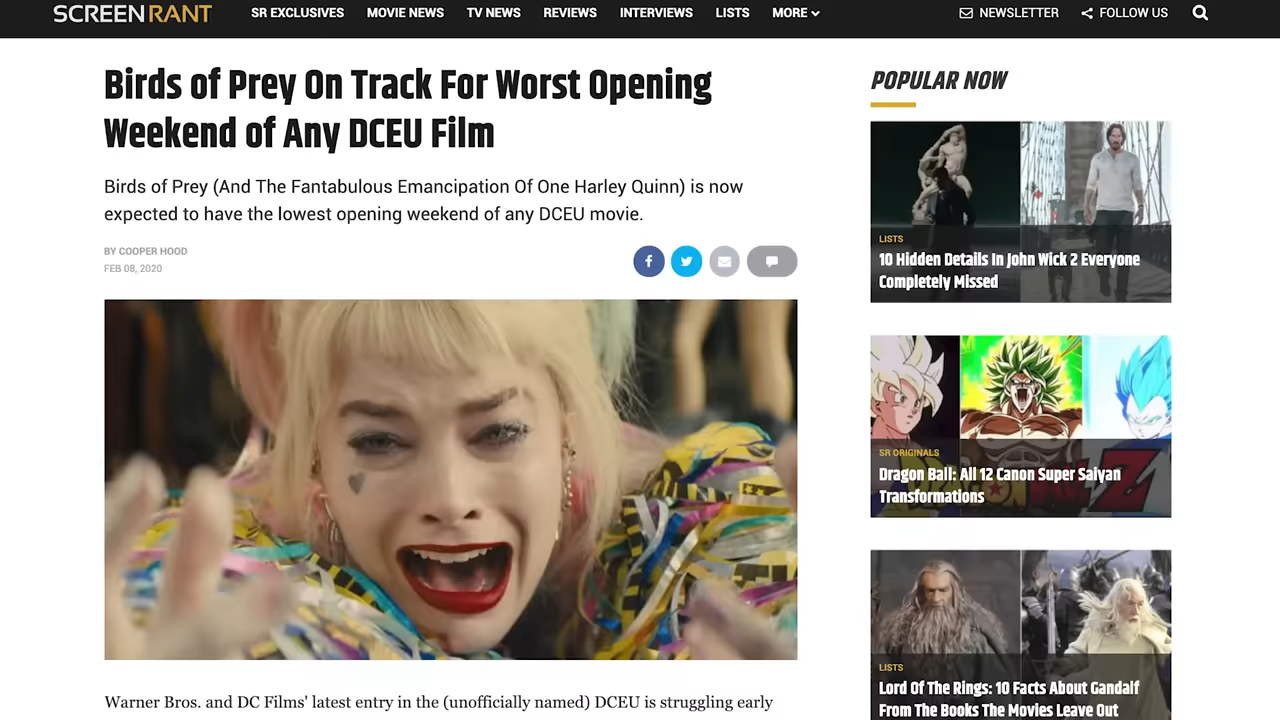 SCREENRANT
SR EXCLUSIVES MOVIE NEWS TV NEWS REVIEWS INTERVIEWS LISTS MORE
NEWSLETTER FOLLOW US
Birds of Prey On Track For Worst Opening
Weekend of Any DCEU Film
Birds of Prey (And The Fantabulous Emancipation Of One Harley Quinn) is now
expected to have the lowest opening weekend of any DCEU movie.
BY COOPER HOOD
FEB 08, 2020
Warner Bros. and DC Films' latest entry in the (unofficially named) DCEU is struggling early
POPULAR NOW
LISTS
10 Hidden Details In John Wick 2 Everyone
Completely Missed
SR ORIGINALS
Dragon Ball: All 12 Canon Super Saiyan
Transformations
LISTS
Lord Of The Rings: 10 Facts About Gandalf
From The Books The Movies Leave Out